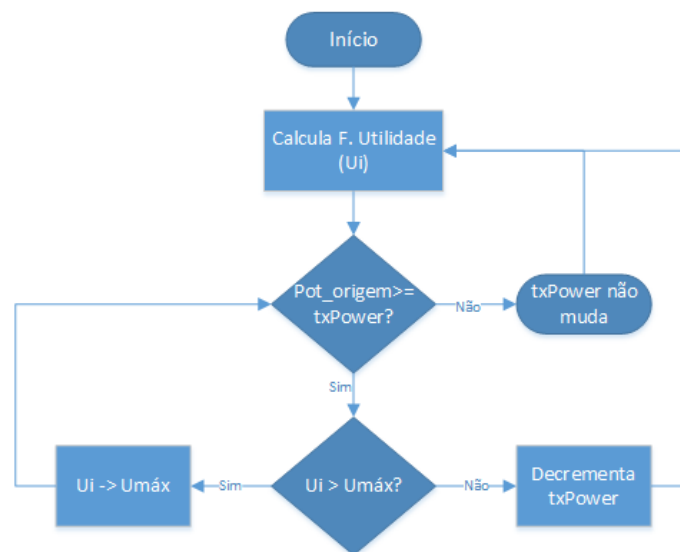 Início
Calcula F. Utilidade
(Ui)
Pot_origem>=
txPower?
Não
txPower não
muda
Sim
Ui -> Umáx
Sim
Ui > Umáx?
Não
Decrementa
txPower